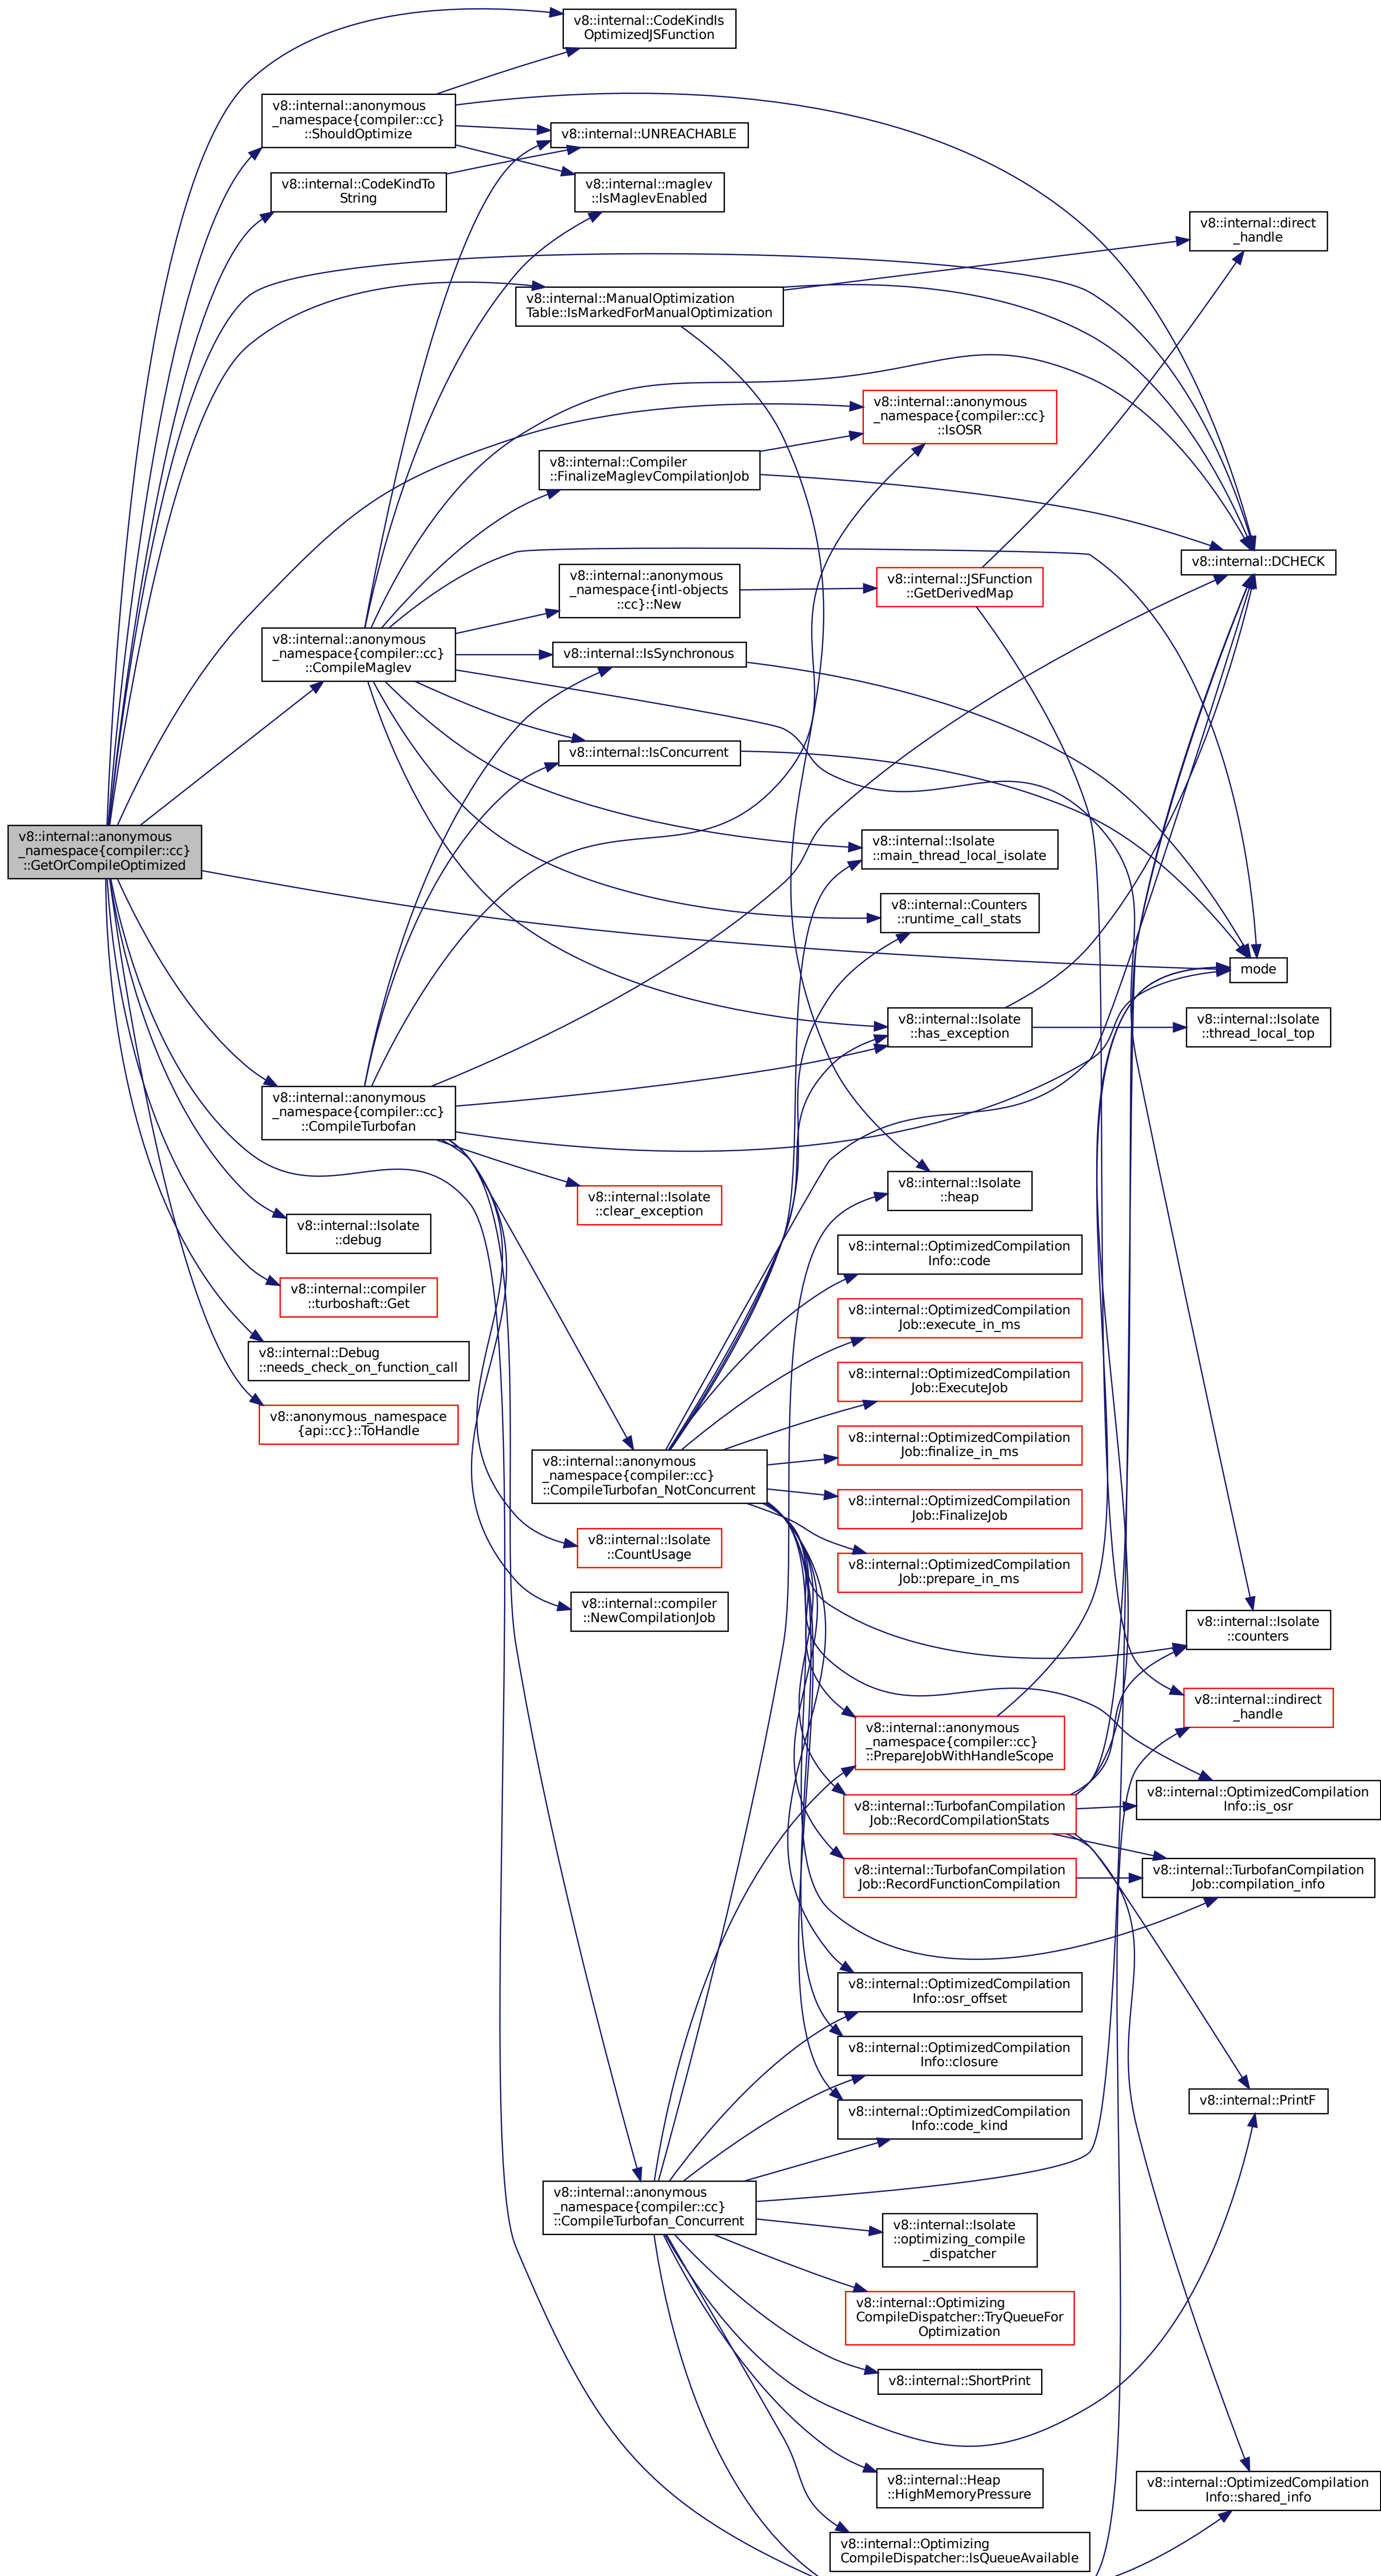 v8::internal::CodeKindIs
OptimizedJSFunction
v8::internal::anonymous
_namespace{compiler::cc}
::ShouldOptimize
v8::internal::UNREACHABLE
v8::internal::CodeKindTo
String
v8::internal::maglev
::IsMaglevEnabled
v8::internal::direct
_handle
v8::internal::ManualOptimization
Table::IsMarkedForManualOptimization
v8::internal::anonymous
_namespace{compiler::cc}
::IsOSR
v8::internal::Compiler
::FinalizeMaglevCompilationJob
v8::internal::DCHECK
v8::internal::anonymous
_namespace{intl-objects
::cc}::New
v8::internal::JSFunction
::GetDerivedMap
v8::internal::anonymous
_namespace{compiler::cc}
::CompileMaglev
v8::internal::IsSynchronous
v8::internal::IsConcurrent
v8::internal::anonymous
_namespace{compiler::cc}
::GetOrCompileOptimized
v8::internal::Isolate
::main_thread_local_isolate
v8::internal::Counters
::runtime_call_stats
mode
v8::internal::Isolate
::has_exception
v8::internal::Isolate
::thread_local_top
v8::internal::anonymous
_namespace{compiler::cc}
::CompileTurbofan
v8::internal::Isolate
::clear_exception
v8::internal::Isolate
::heap
v8::internal::Isolate
::debug
v8::internal::OptimizedCompilation
Info::code
v8::internal::compiler
::turboshaft::Get
v8::internal::OptimizedCompilation
Job::execute_in_ms
v8::internal::Debug
::needs_check_on_function_call
v8::internal::OptimizedCompilation
Job::ExecuteJob
v8::anonymous_namespace
{api::cc}::ToHandle
v8::internal::OptimizedCompilation
Job::finalize_in_ms
v8::internal::anonymous
_namespace{compiler::cc}
::CompileTurbofan_NotConcurrent
v8::internal::OptimizedCompilation
Job::FinalizeJob
v8::internal::Isolate
::CountUsage
v8::internal::OptimizedCompilation
Job::prepare_in_ms
v8::internal::compiler
::NewCompilationJob
v8::internal::Isolate
::counters
v8::internal::indirect
_handle
v8::internal::anonymous
_namespace{compiler::cc}
::PrepareJobWithHandleScope
v8::internal::OptimizedCompilation
Info::is_osr
v8::internal::TurbofanCompilation
Job::RecordCompilationStats
v8::internal::TurbofanCompilation
Job::RecordFunctionCompilation
v8::internal::TurbofanCompilation
Job::compilation_info
v8::internal::OptimizedCompilation
Info::osr_offset
v8::internal::OptimizedCompilation
Info::closure
v8::internal::OptimizedCompilation
Info::code_kind
v8::internal::PrintF
v8::internal::anonymous
_namespace{compiler::cc}
::CompileTurbofan_Concurrent
v8::internal::Isolate
::optimizing_compile
_dispatcher
v8::internal::Optimizing
CompileDispatcher::TryQueueFor
Optimization
v8::internal::ShortPrint
v8::internal::Heap
::HighMemoryPressure
v8::internal::OptimizedCompilation
Info::shared_info
v8::internal::Optimizing
CompileDispatcher::IsQueueAvailable